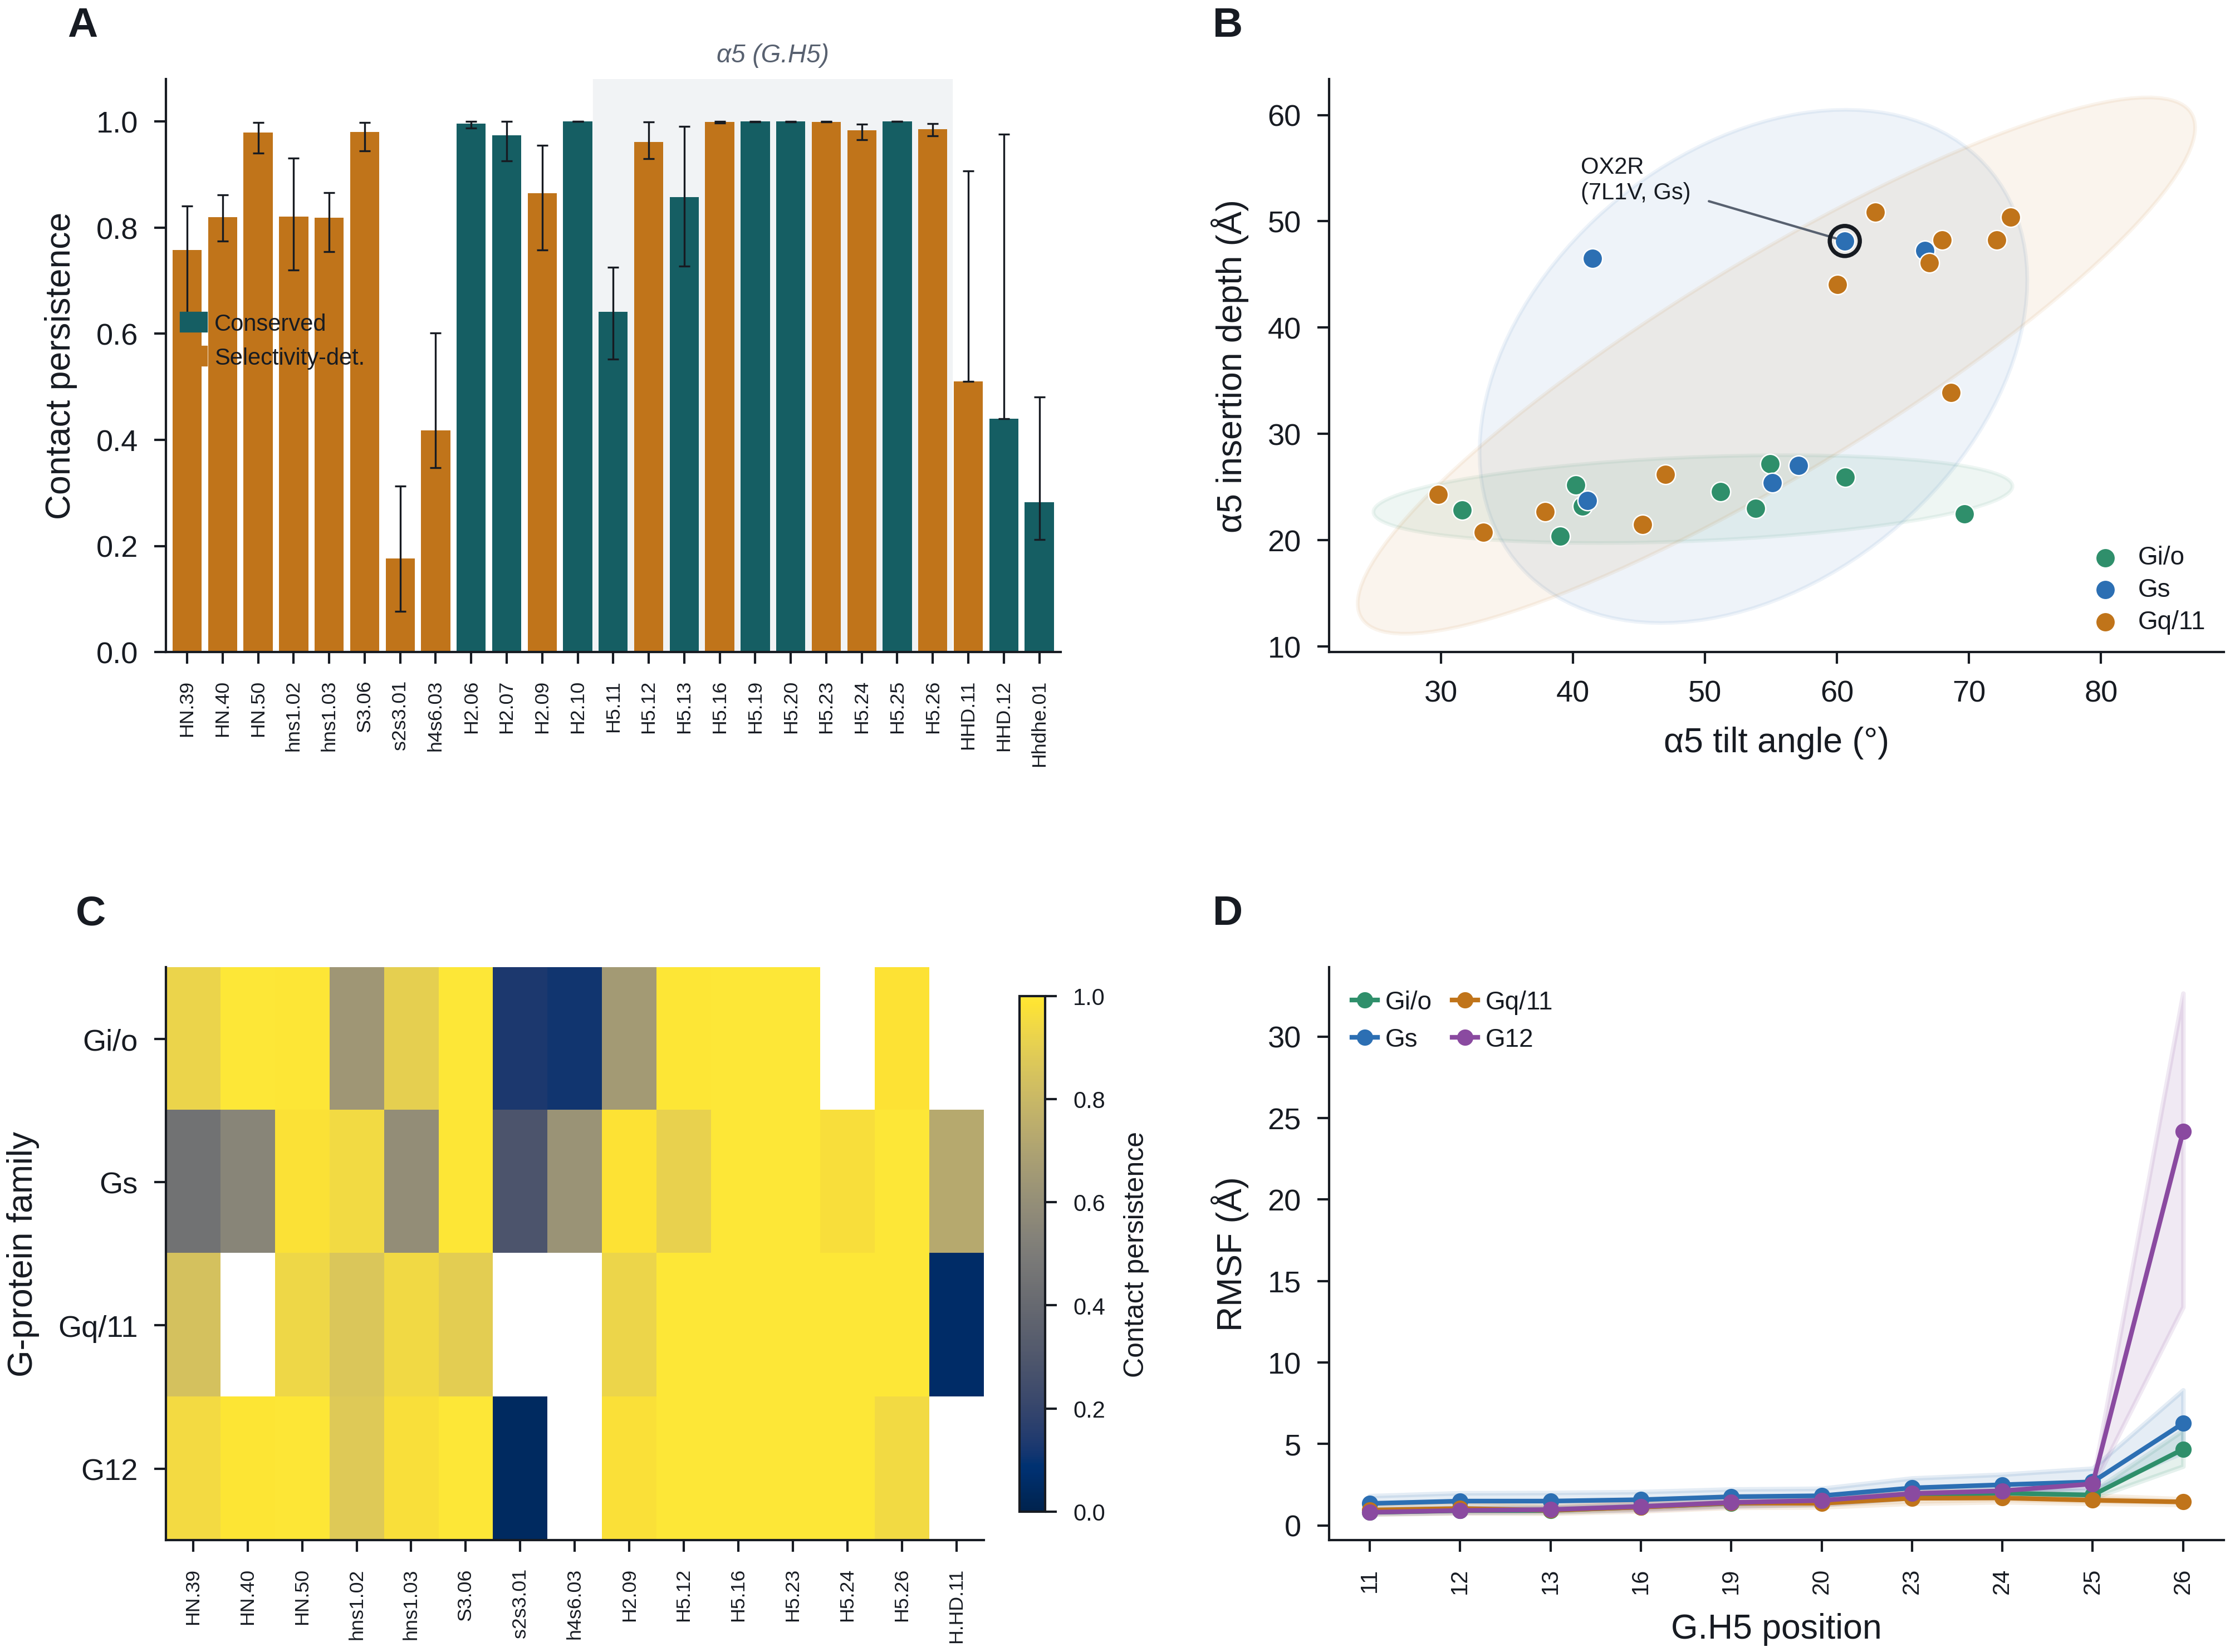 A
α5 (G.H5)
Contact persistence
1.0
0.8
0.6
0.4
0.2
0.0
Conserved
Selectivity-det.
HN.39
HN.40
HN.50
hns1.02
hns1.03
S3.06
s2s3.01
h4s6.03
H2.06
H2.07
H2.09
H2.10
H5.11
H5.12
H5.13
H5.16
H5.19
H5.20
H5.23
H5.24
H5.25
H5.26
HHD.11
HHD.12
Hhdhe.01
B
α5 insertion depth (Å)
60
50
40
30
20
10
OX2R
(7L1V, Gs)
Gi/o
Gs
Gq/11
30
40
50
60
70
80
α5 tilt angle (°)
C
G-protein family
Gi/o
Gs
Gq/11
G12
HN.39
HN.40
HN.50
hns1.02
hns1.03
S3.06
s2s3.01
h4s6.03
H2.09
H5.12
H5.16
H5.23
H5.24
H5.26
H.HD.11
1.0
0.8
0.6
0.4
0.2
0.0
Contact persistence
D
RMSF (Å)
30
25
20
15
10
5
0
Gi/o
Gs
Gq/11
G12
11
12
13
16
19
20
23
24
25
26
G.H5 position